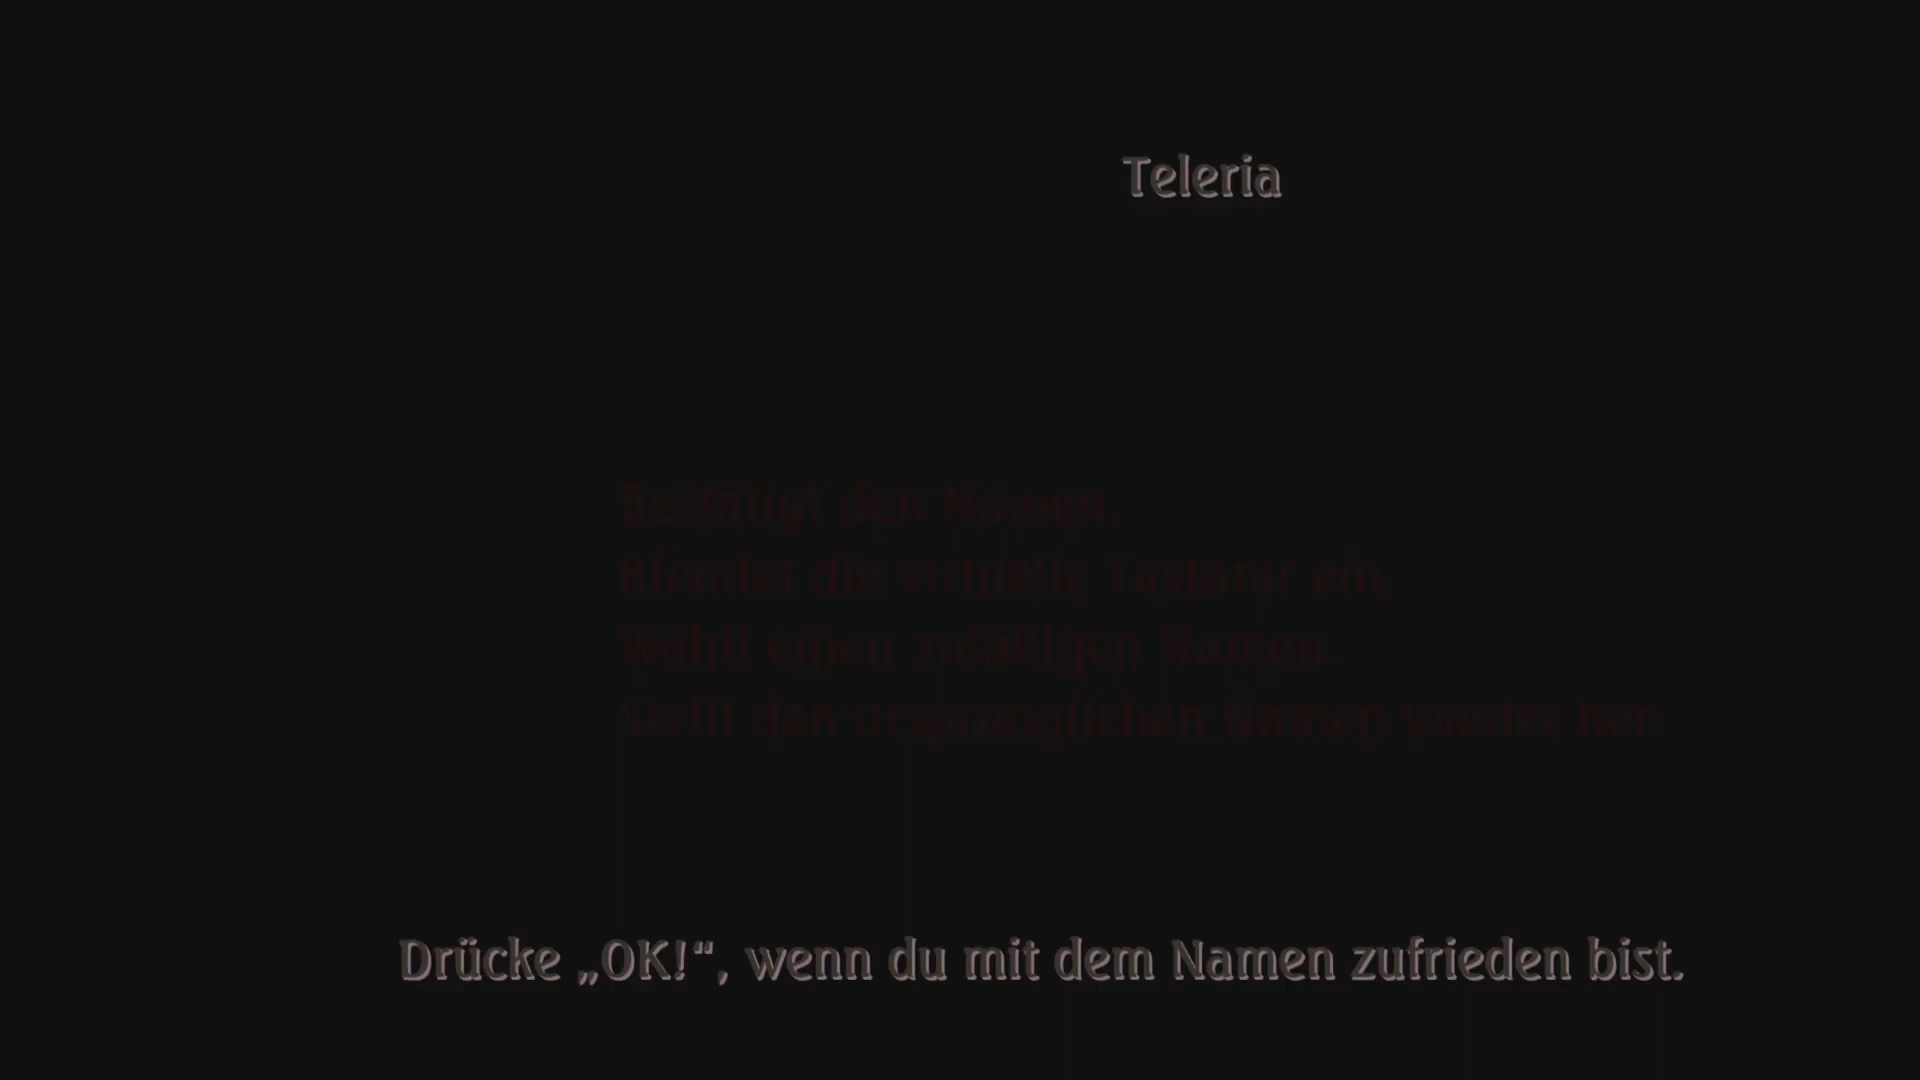 Teleria
Bestätigt den Namen.
Blendet die virtuelle Tastatur ein.
Wählt einen zufälligen Namen.
Stellt den ursprünglichen Namen wieder her
Drücke „OK!“, wenn du mit dem Namen zufrieden bist.